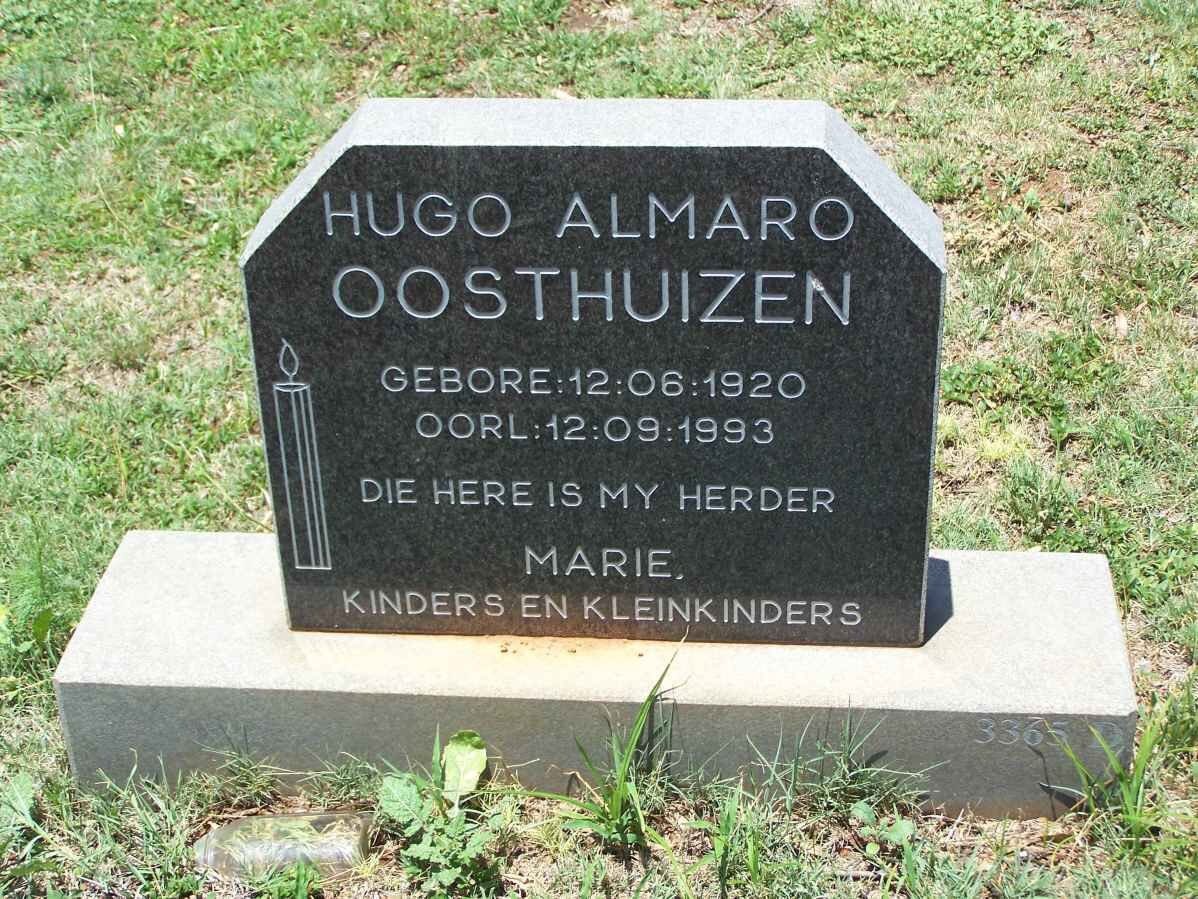 HUGO ALMARO
OOSTHUIZEN
GEBORE:12:06:1920
OORL:12:09:1993
DIE HERE IS MY HERDER
MARIE,
KINDERS EN KLEINKINDERS
3365